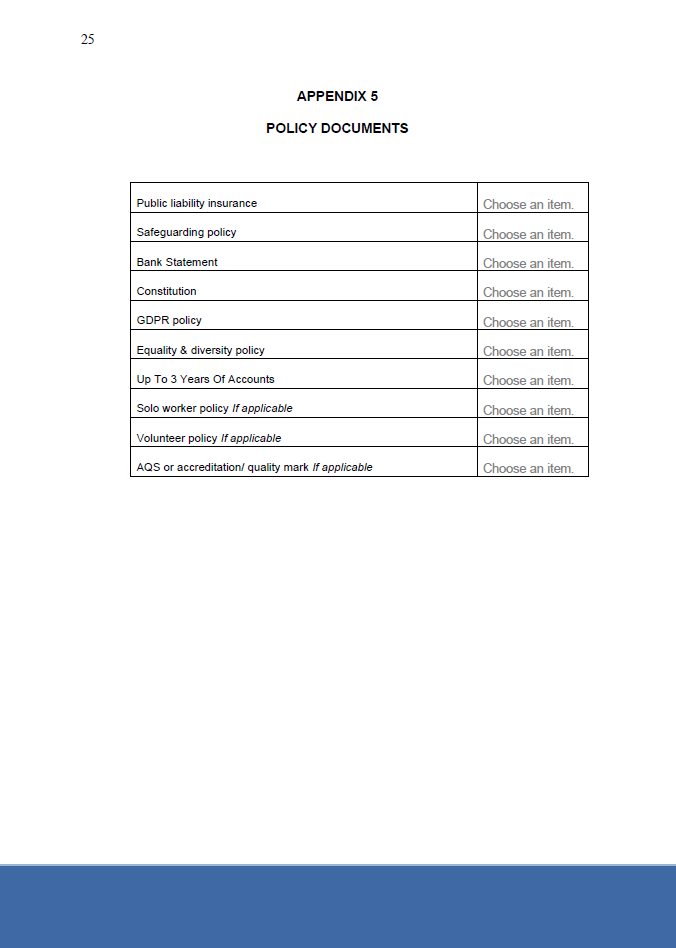 25
APPENDIX 5
POLICY DOCUMENTS
Public liability insurance Choose an item.
Safeguarding policy Choose an item.
Bank Statement Choose an item.
Constitution Choose an item.
GDPR policy Choose an item.
Equality & diversity policy Choose an item.
Up To 3 Years Of Accounts Choose an item.
Solo worker policy If applicable Choose an item.
Volunteer policy If applicable Choose an item.
AQS or accreditation/ quality mark If applicable Choose an item.